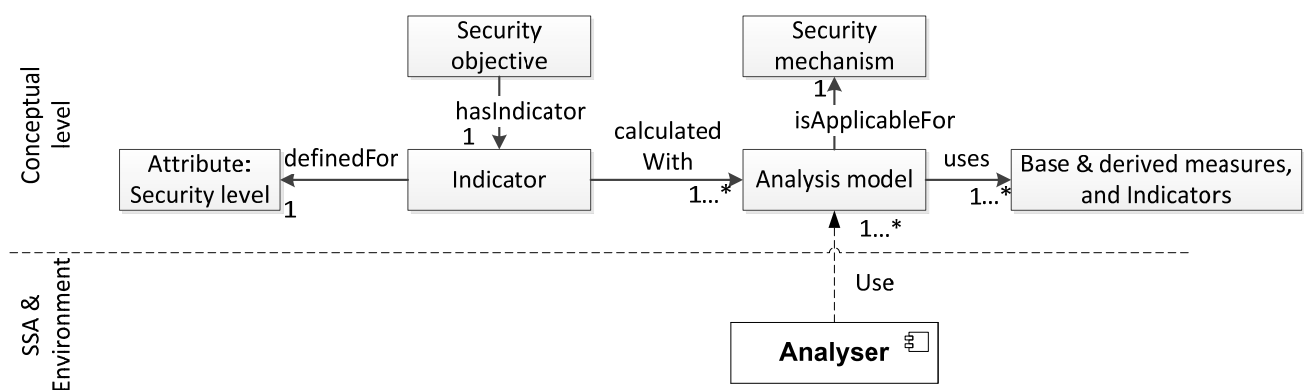 Conceptual
level
Security
objective
Security
mechanism
hasIndicator
1
1
isApplicableFor
Attribute:
Security level
definedFor
1
Indicator
calculated
With
1...*
Analysis model
uses
1...*
Base & derived measures,
and Indicators
1...*
SSA &
Environment
Use
Analyser